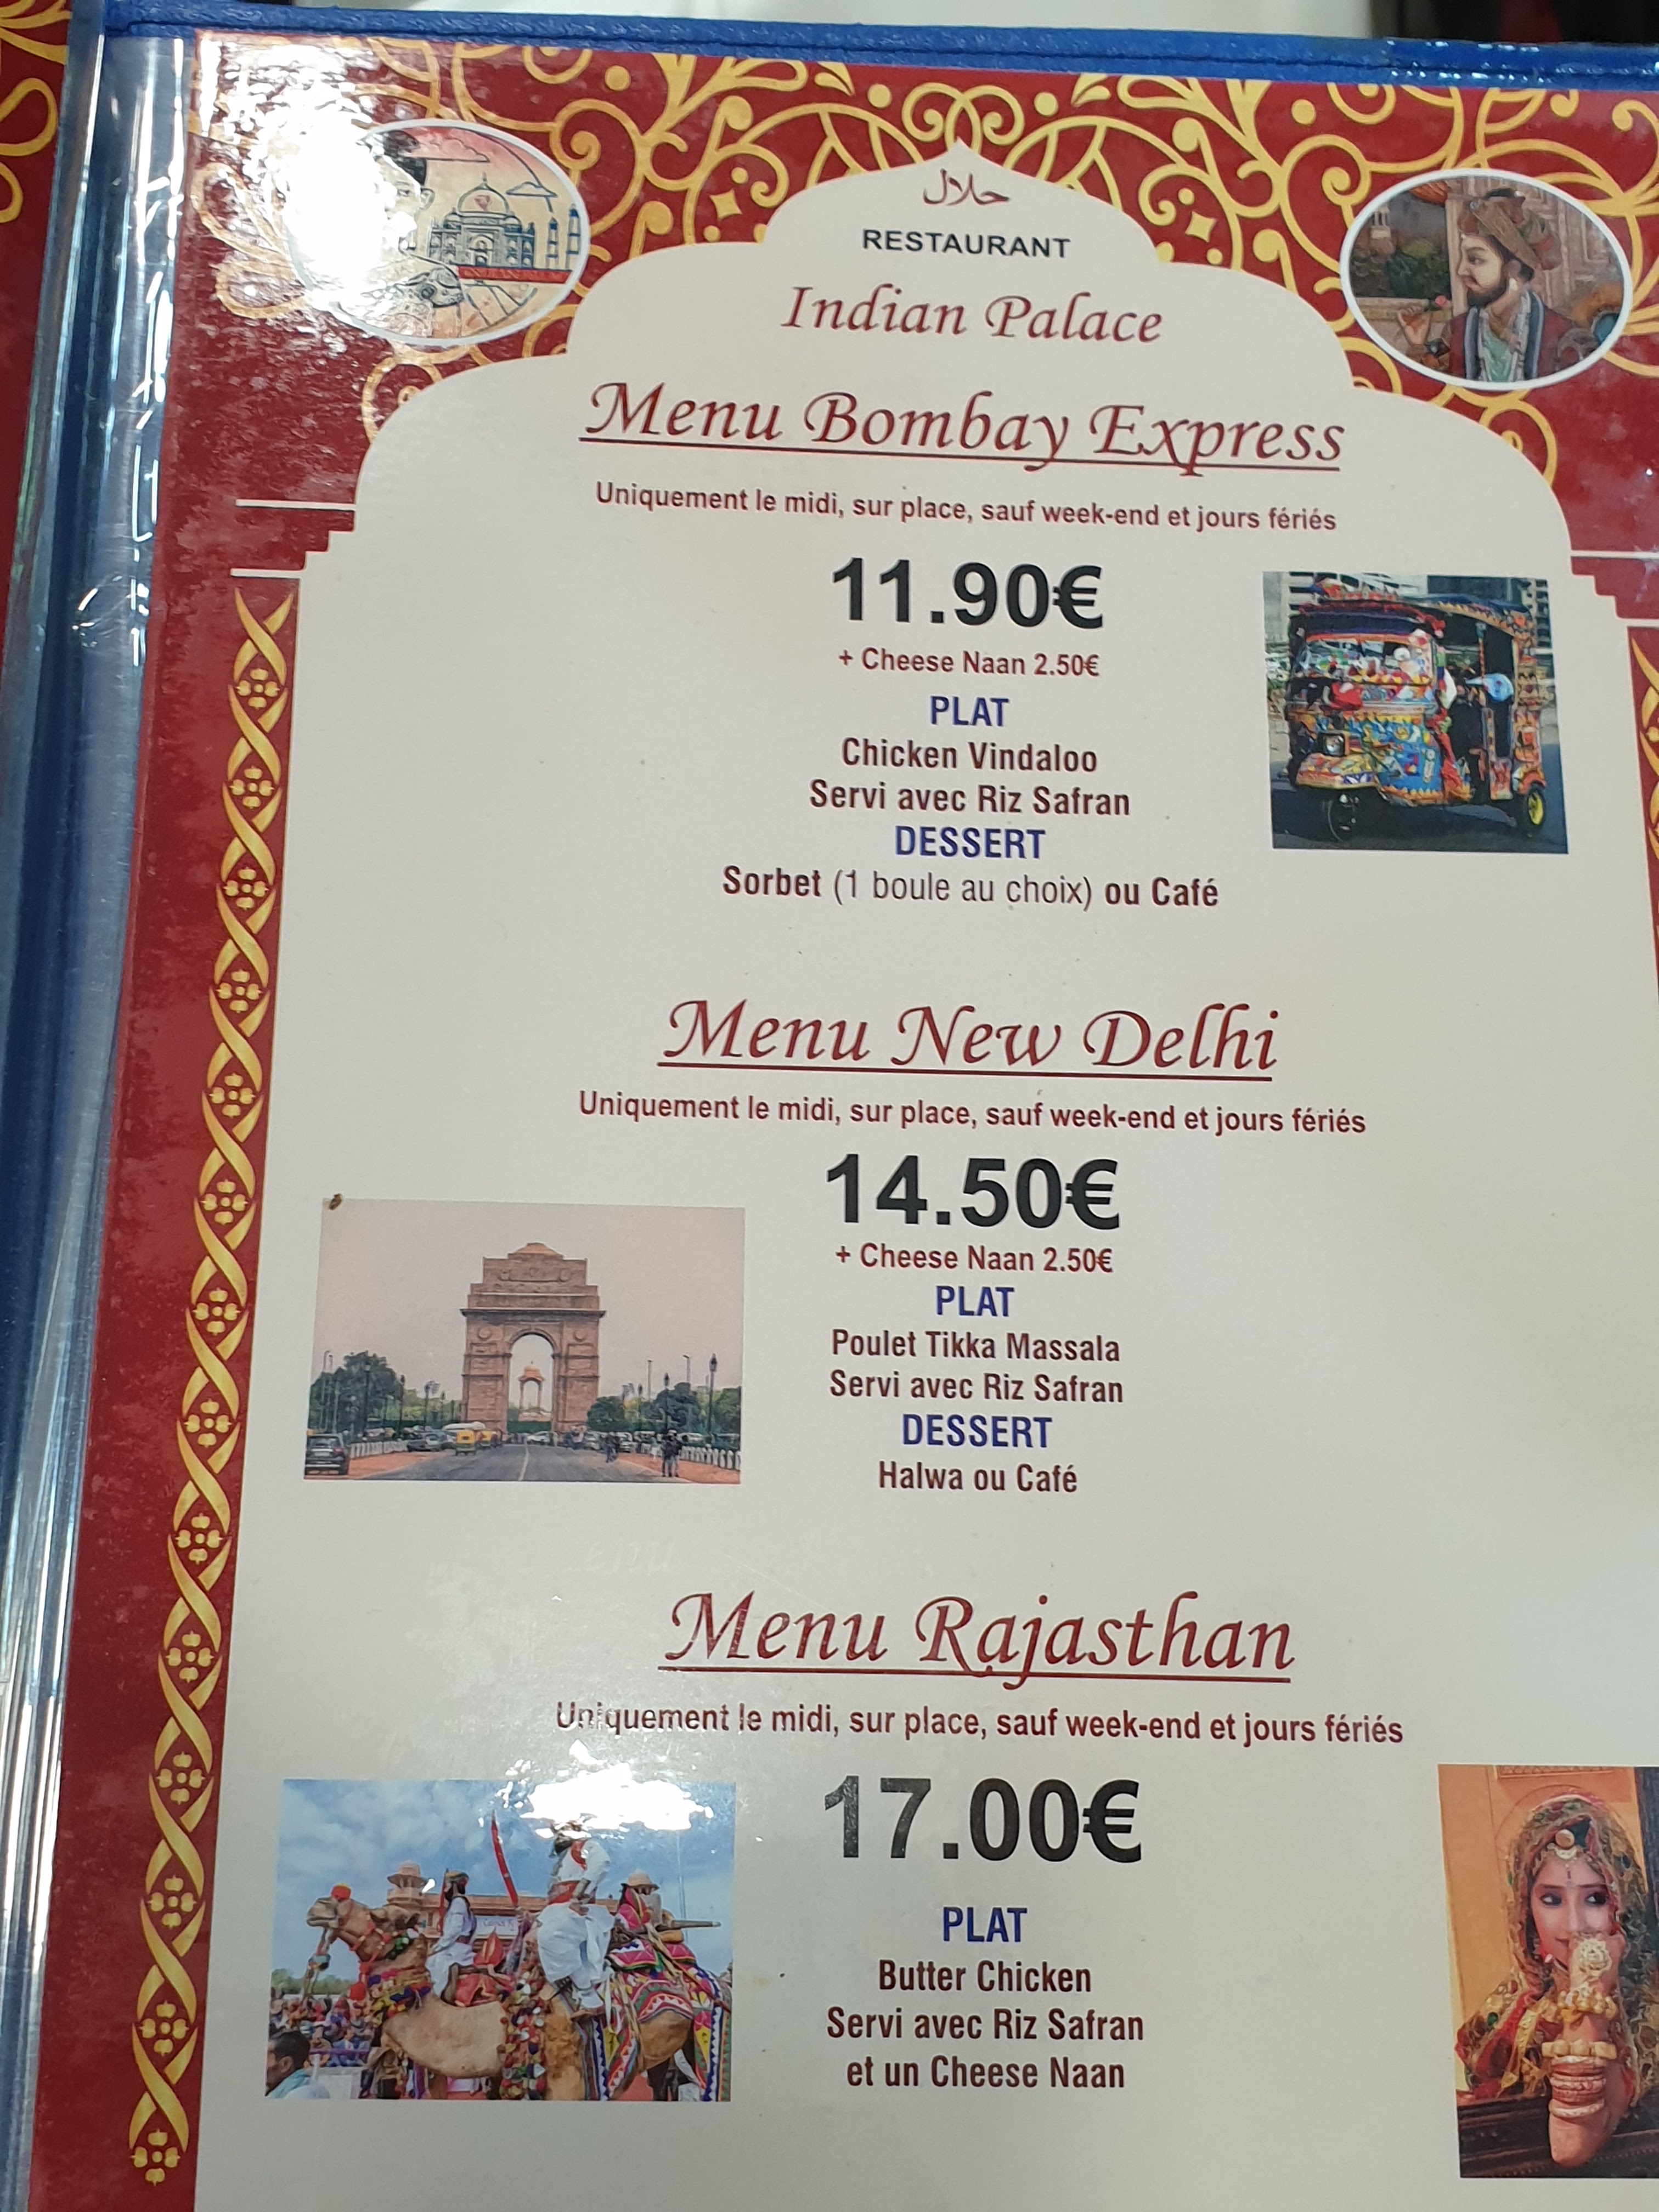 حلال
RESTAURANT
Indian Palace
Menu Bombay Express
Uniquement le midi, sur place, sauf week-end et jours fériés
11.90€
+ Cheese Naan 2.50€
PLAT
Chicken Vindaloo
Servi avec Riz Safran
DESSERT
Sorbet (1 boule au choix) ou Café
Menu New Delhi
Uniquement le midi, sur place, sauf week-end et jours fériés
14.50€
+ Cheese Naan 2.50€
PLAT
Poulet Tikka Massala
Servi avec Riz Safran
DESSERT
Halwa ou Café
Menu Rajasthan
Uniquement le midi, sur place, sauf week-end et jours fériés
17.00€
PLAT
Butter Chicken
Servi avec Riz Safran
et un Cheese Naan